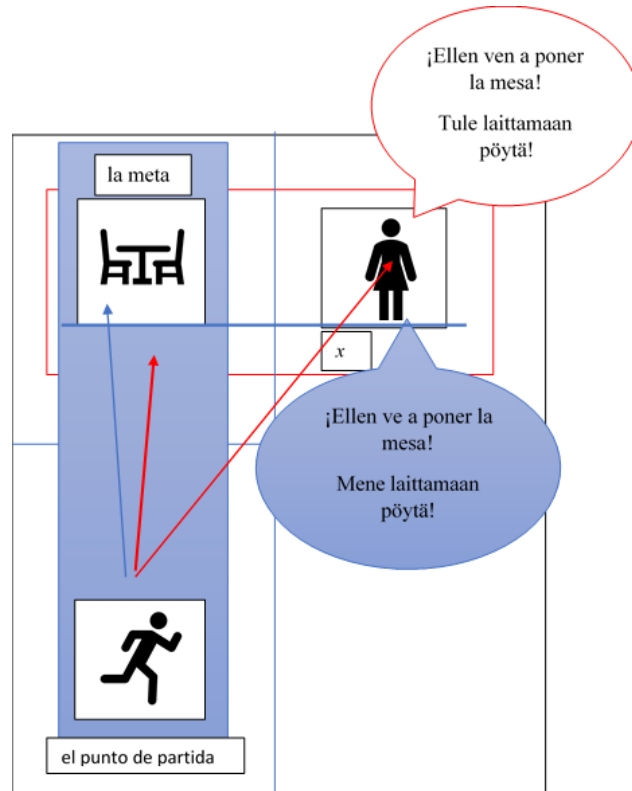 ¡Ellen ven a poner
la mesa!
Tule laittamaan
pöytä!
la meta
x
¡Ellen ve a poner la
mesa!
Mene laittamaan
pöytä!
el punto de partida